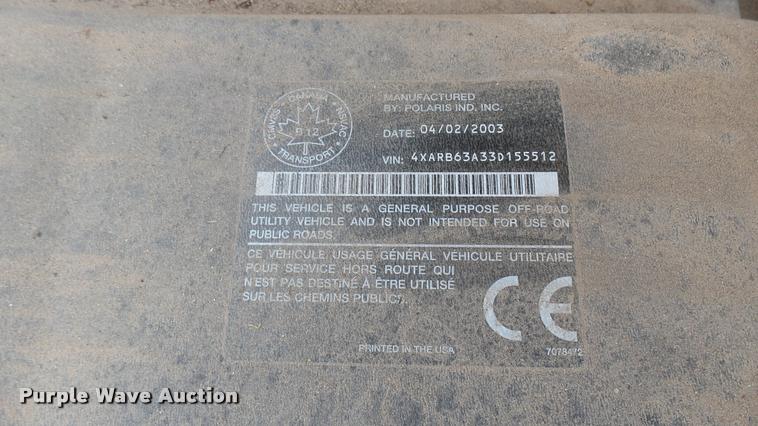 CANADA
NSVAC
TRANSPORT
B 12
MANUFACTURED
BY: POLARIS IND. INC.
DATE: 04/02/2003
VIN: 4XARB63A33D155512
THIS VEHICLE IS A GENERAL PURPOSE OFF-ROAD
UTILITY VEHICLE AND IS NOT INTENDED FOR USE ON
PUBLIC ROADS.
CE VÉHICULE USAGE GÉNÉRAL VEHICULE UTILITAIRE
POUR SERVICE HORS ROUTE QUI
N'EST PAS DESTINÉ À ÊTRE UTILISÉ
SUR LES CHEMINS PUBLICS.
CE
PRINTED IN THE USA
7078472
Purple Wave Auction